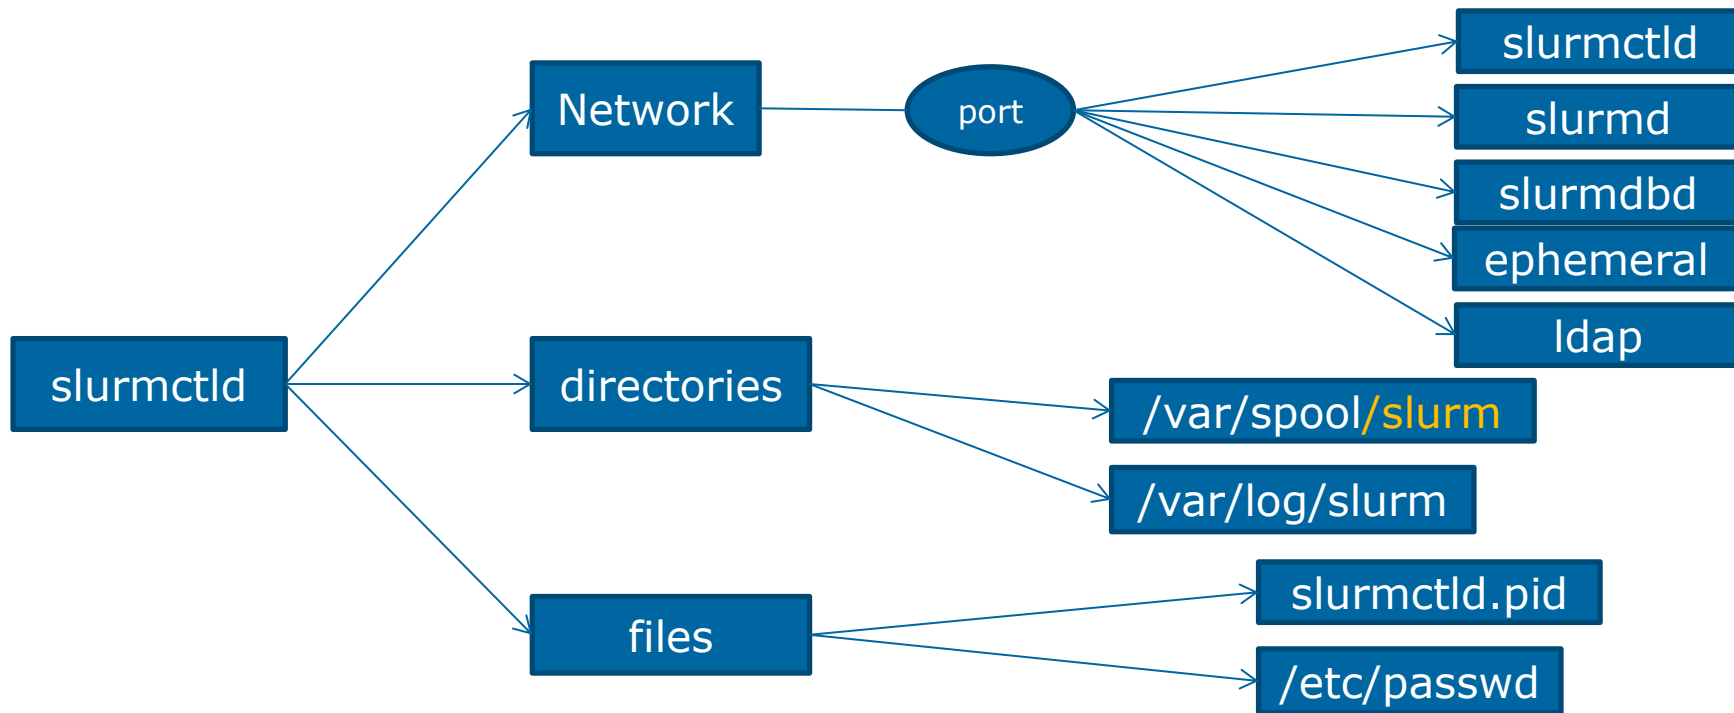 slurmctld
Network
port
slurmctld
slurmd
slurmdbd
ephemeral
ldap
directories
/var/spool/slurm
/var/log/slurm
files
slurmctld.pid
/etc/passwd